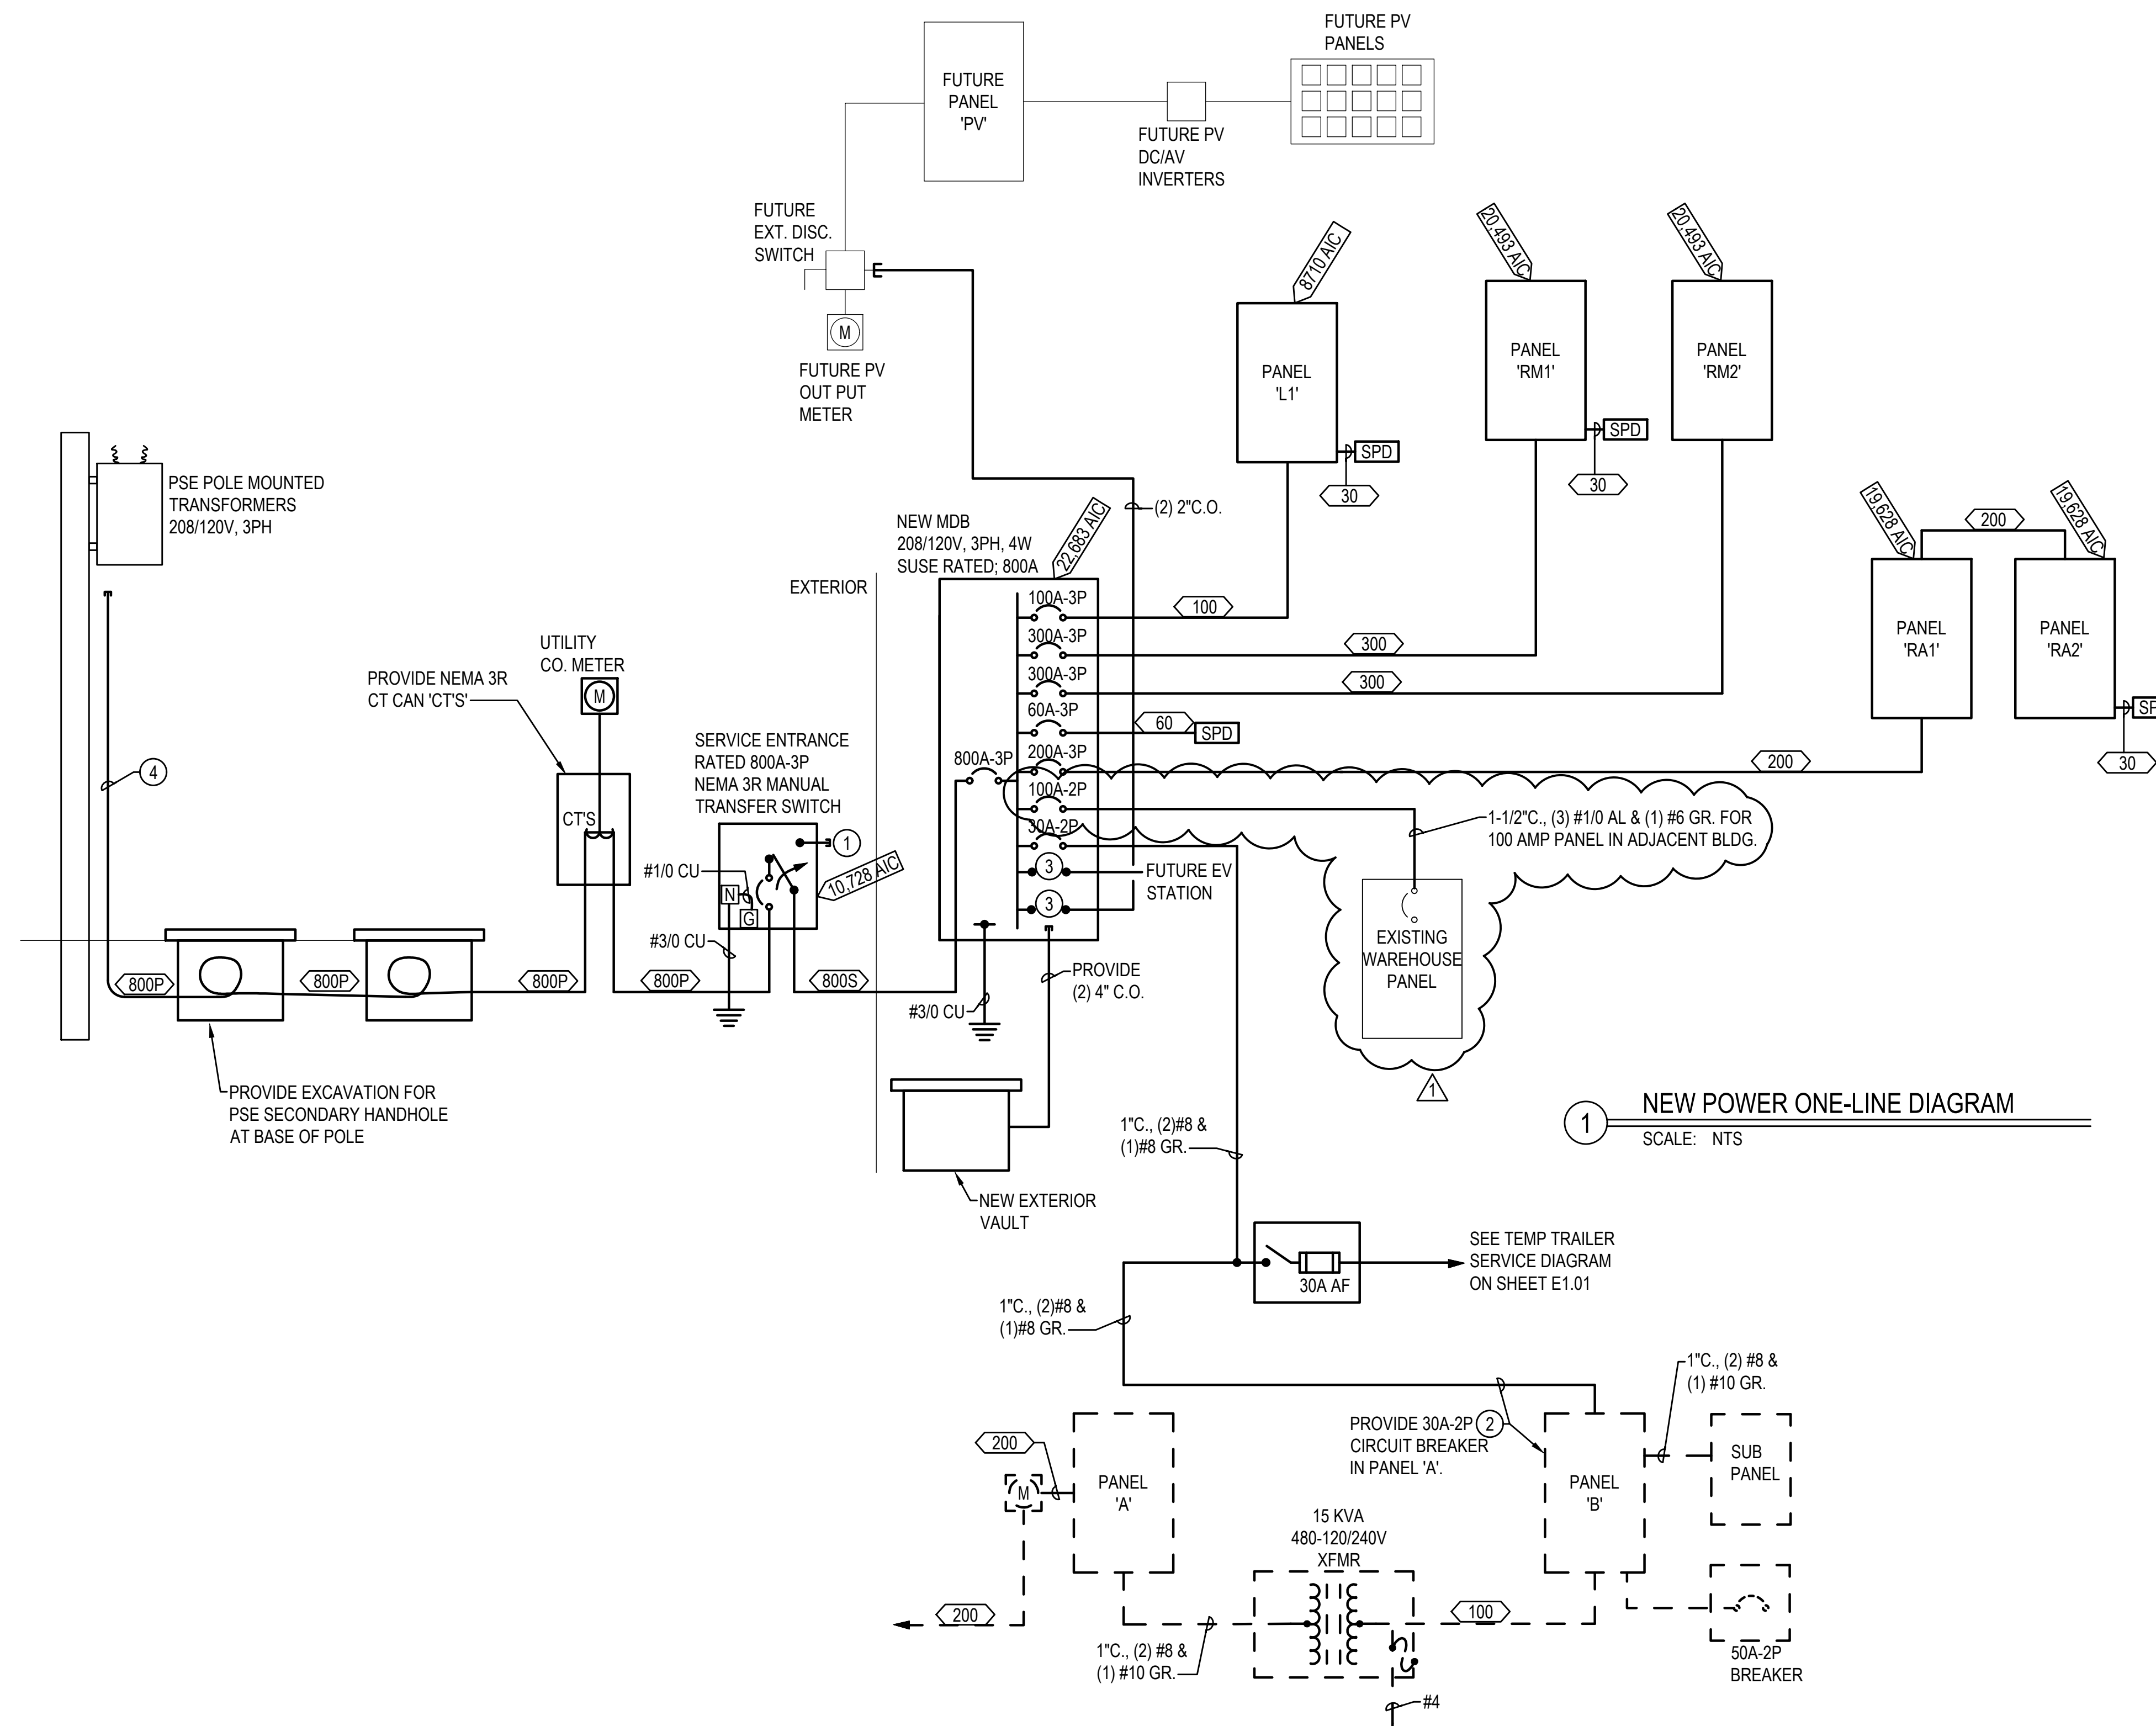 FUTURE PV
PANELS
FUTURE
PANEL
'PV'
FUTURE PV
DC/AV
INVERTERS
FUTURE
EXT. DISC.
SWITCH
M
FUTURE PV
OUT PUT
METER
8710 AIC
20,493 AIC
20,493 AIC
PANEL
'L1'
PANEL
'RM1'
PANEL
'RM2'
SPD
30
SPD
30
PSE POLE MOUNTED
TRANSFORMERS
208/120V, 3PH
(2) 2"C.O.
NEW MDB
208/120V, 3PH, 4W
SUSE RATED; 800A
22,683 AIC
19,628 AIC
200
19,628 AIC
EXTERIOR
PANEL
'RA1'
PANEL
'RA2'
30
100A-3P
100
300A-3P
300
300A-3P
300
60A-3P
60
SPD
200A-3P
200
800A-3P
100A-2P
30A-2P
3
FUTURE EV
STATION
3
UTILITY
CO. METER
M
PROVIDE NEMA 3R
CT CAN 'CT'S'
CT'S
4
SERVICE ENTRANCE
RATED 800A-3P
NEMA 3R MANUAL
TRANSFER SWITCH
1
#1/0 CU
N
G
10,728 AIC
#3/0 CU
1-1/2"C., (3) #1/0 AL & (1) #6 GR. FOR
100 AMP PANEL IN ADJACENT BLDG.
EXISTING
WAREHOUSE
PANEL
1
800P
800P
800P
800P
800S
#3/0 CU
PROVIDE
(2) 4" C.O.
PROVIDE EXCAVATION FOR
PSE SECONDARY HANDHOLE
AT BASE OF POLE
NEW EXTERIOR
VAULT
1 NEW POWER ONE-LINE DIAGRAM
SCALE: NTS
1"C., (2)#8 &
(1)#8 GR.
30A AF
SEE TEMP TRAILER
SERVICE DIAGRAM
ON SHEET E1.01
1"C., (2)#8 &
(1)#8 GR.
1"C., (2) #8 &
(1) #10 GR.
PROVIDE 30A-2P 2
CIRCUIT BREAKER
IN PANEL 'A'.
200
M
PANEL
'A'
PANEL
'B'
SUB
PANEL
15 KVA
480-120/240V
XFMR
200
100
1"C., (2) #8 &
(1) #10 GR.
50A-2P
BREAKER
#4